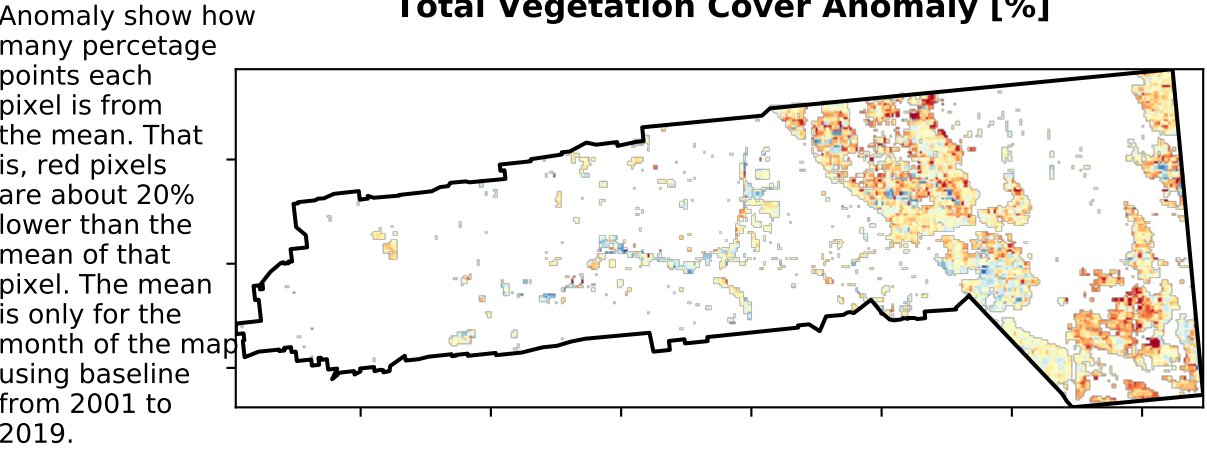 Total Vegetation Cover Anomaly [%]
Anomaly show how
many percetage
points each
pixel is from
the mean. That
is, red pixels
are about 20%
lower than the
mean of that
pixel. The mean
is only for the
month of the map
using baseline
from 2001 to
2019.